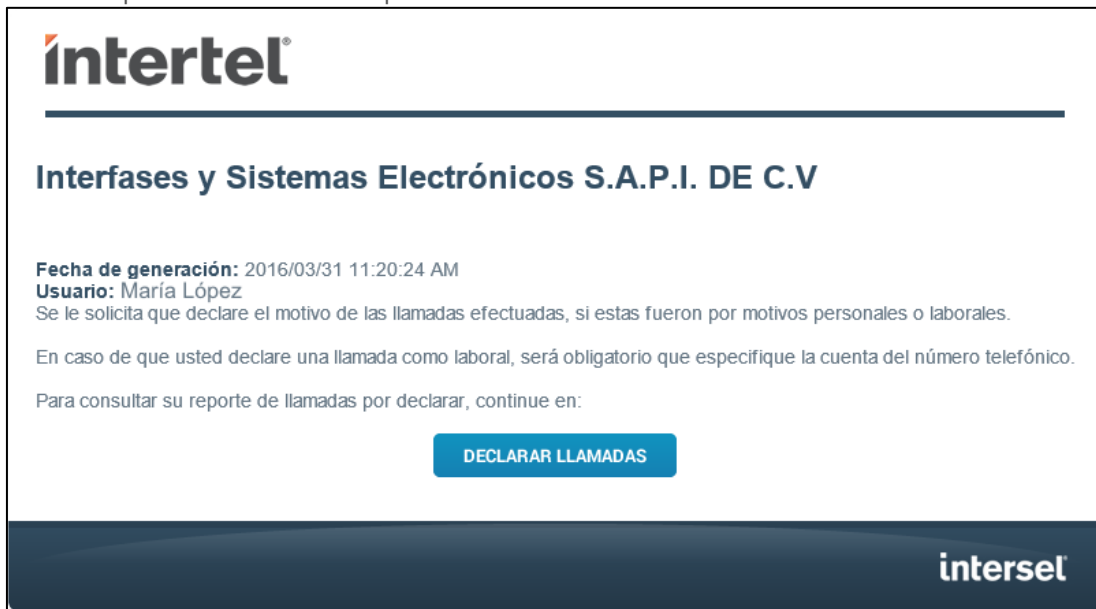 intertel®
Interfases y Sistemas Electrónicos S.A.P.I. DE C.V
Fecha de generación: 2016/03/31 11:20:24 AM
Usuario: María López
Se le solicita que declare el motivo de las llamadas efectuadas, si estas fueron por motivos personales o laborales.
En caso de que usted declare una llamada como laboral, será obligatorio que especifique la cuenta del número telefónico.
Para consultar su reporte de llamadas por declarar, continue en:
DECLARAR LLAMADAS
intersel